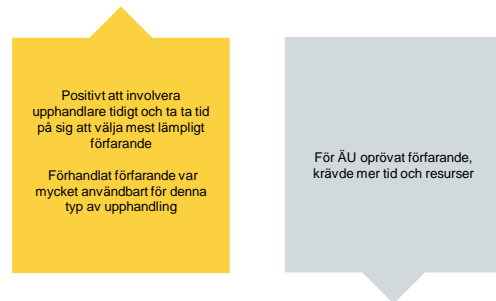 Positivt att involvera
upphandlare tidigt och ta ta tid
på sig att välja mest lämpligt
förfarande
Förhandlat förfarande var
mycket användbart för denna
typ av upphandling
För ÄU oprövat förfarande,
krävde mer tid och resurser